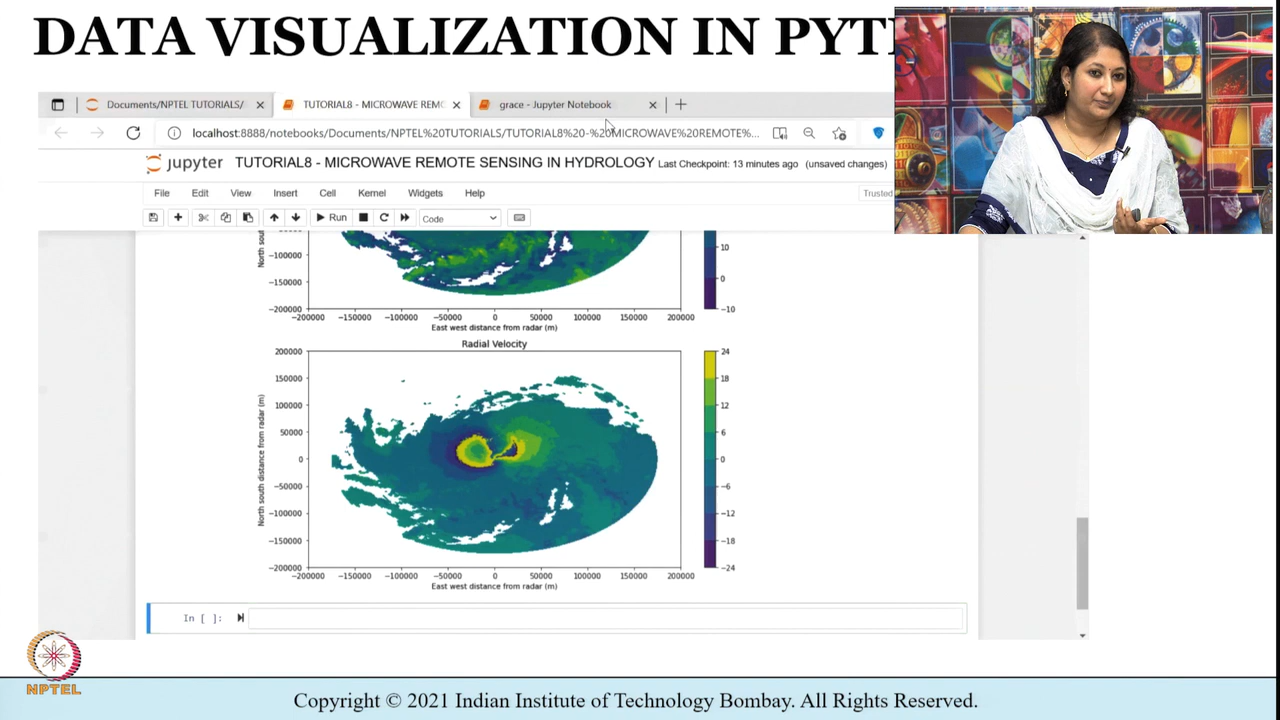 DATA VISUALIZATION IN PYT
Documents/NPTEL TUTORIALS/
TUTORIAL8 - MICROWAVE REMO
grace - Jupyter Notebook
localhost:8888/notebooks/Documents/NPTEL%20TUTORIALS/TUTORIAL8%20-%20MICROWAVE%20REMOTE%...
jupyter TUTORIAL8 - MICROWAVE REMOTE SENSING IN HYDROLOGY Last Checkpoint: 13 minutes ago (unsaved changes)
File Edit View Insert Cell Kernel Widgets Help Trusted
Run Code
North sou
−100000
−150000
−200000
−200000 −150000 −100000 −50000 0 50000 100000 150000 200000
East west distance from radar (m)
10
0
−10
Radial Velocity
North south distance from radar (m)
200000
150000
100000
50000
0
−50000
−100000
−150000
−200000
−200000 −150000 −100000 −50000 0 50000 100000 150000 200000
East west distance from radar (m)
24
18
12
6
0
−6
−12
−18
−24
In [ ]:
NPTEL
Copyright © 2021 Indian Institute of Technology Bombay. All Rights Reserved.